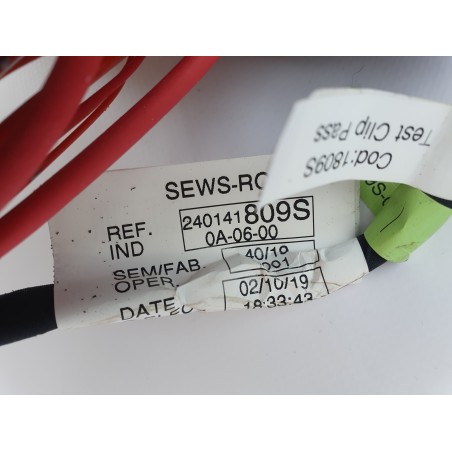 SEWS-RO
REF. 240141809S
IND 0A-06-00
SEM/FAB 40/19
OPER. 001
DATE 02/10/19
18:33:43
Cod:1809S
Test Clip Pass